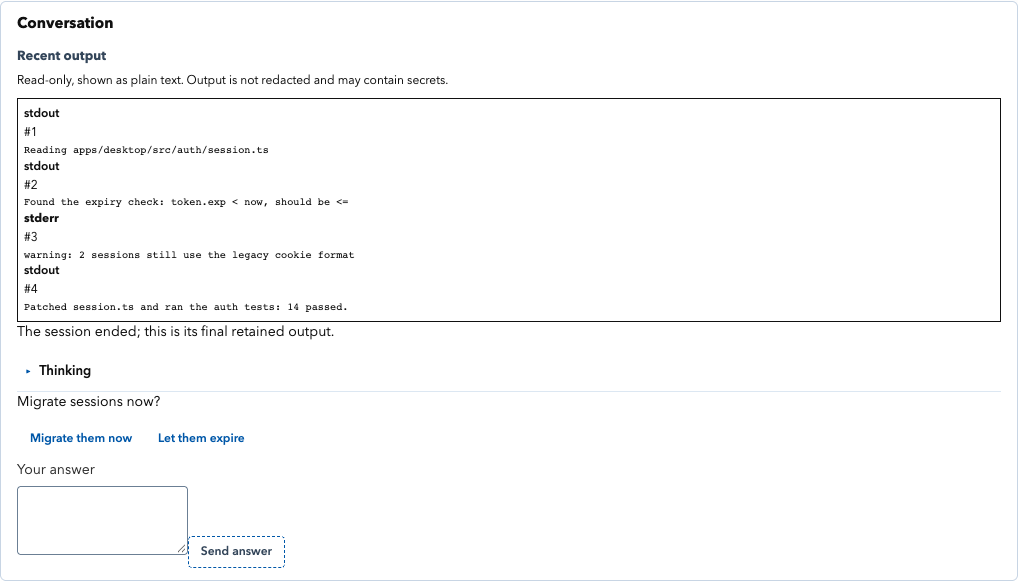 Conversation
Recent output
Read-only, shown as plain text. Output is not redacted and may contain secrets.
stdout
#1
Reading apps/desktop/src/auth/session.ts
stdout
#2
Found the expiry check: token.exp < now, should be <=
stderr
#3
warning: 2 sessions still use the legacy cookie format
stdout
#4
Patched session.ts and ran the auth tests: 14 passed.
The session ended; this is its final retained output.
Thinking
Migrate sessions now?
Migrate them now Let them expire
Your answer
Send answer